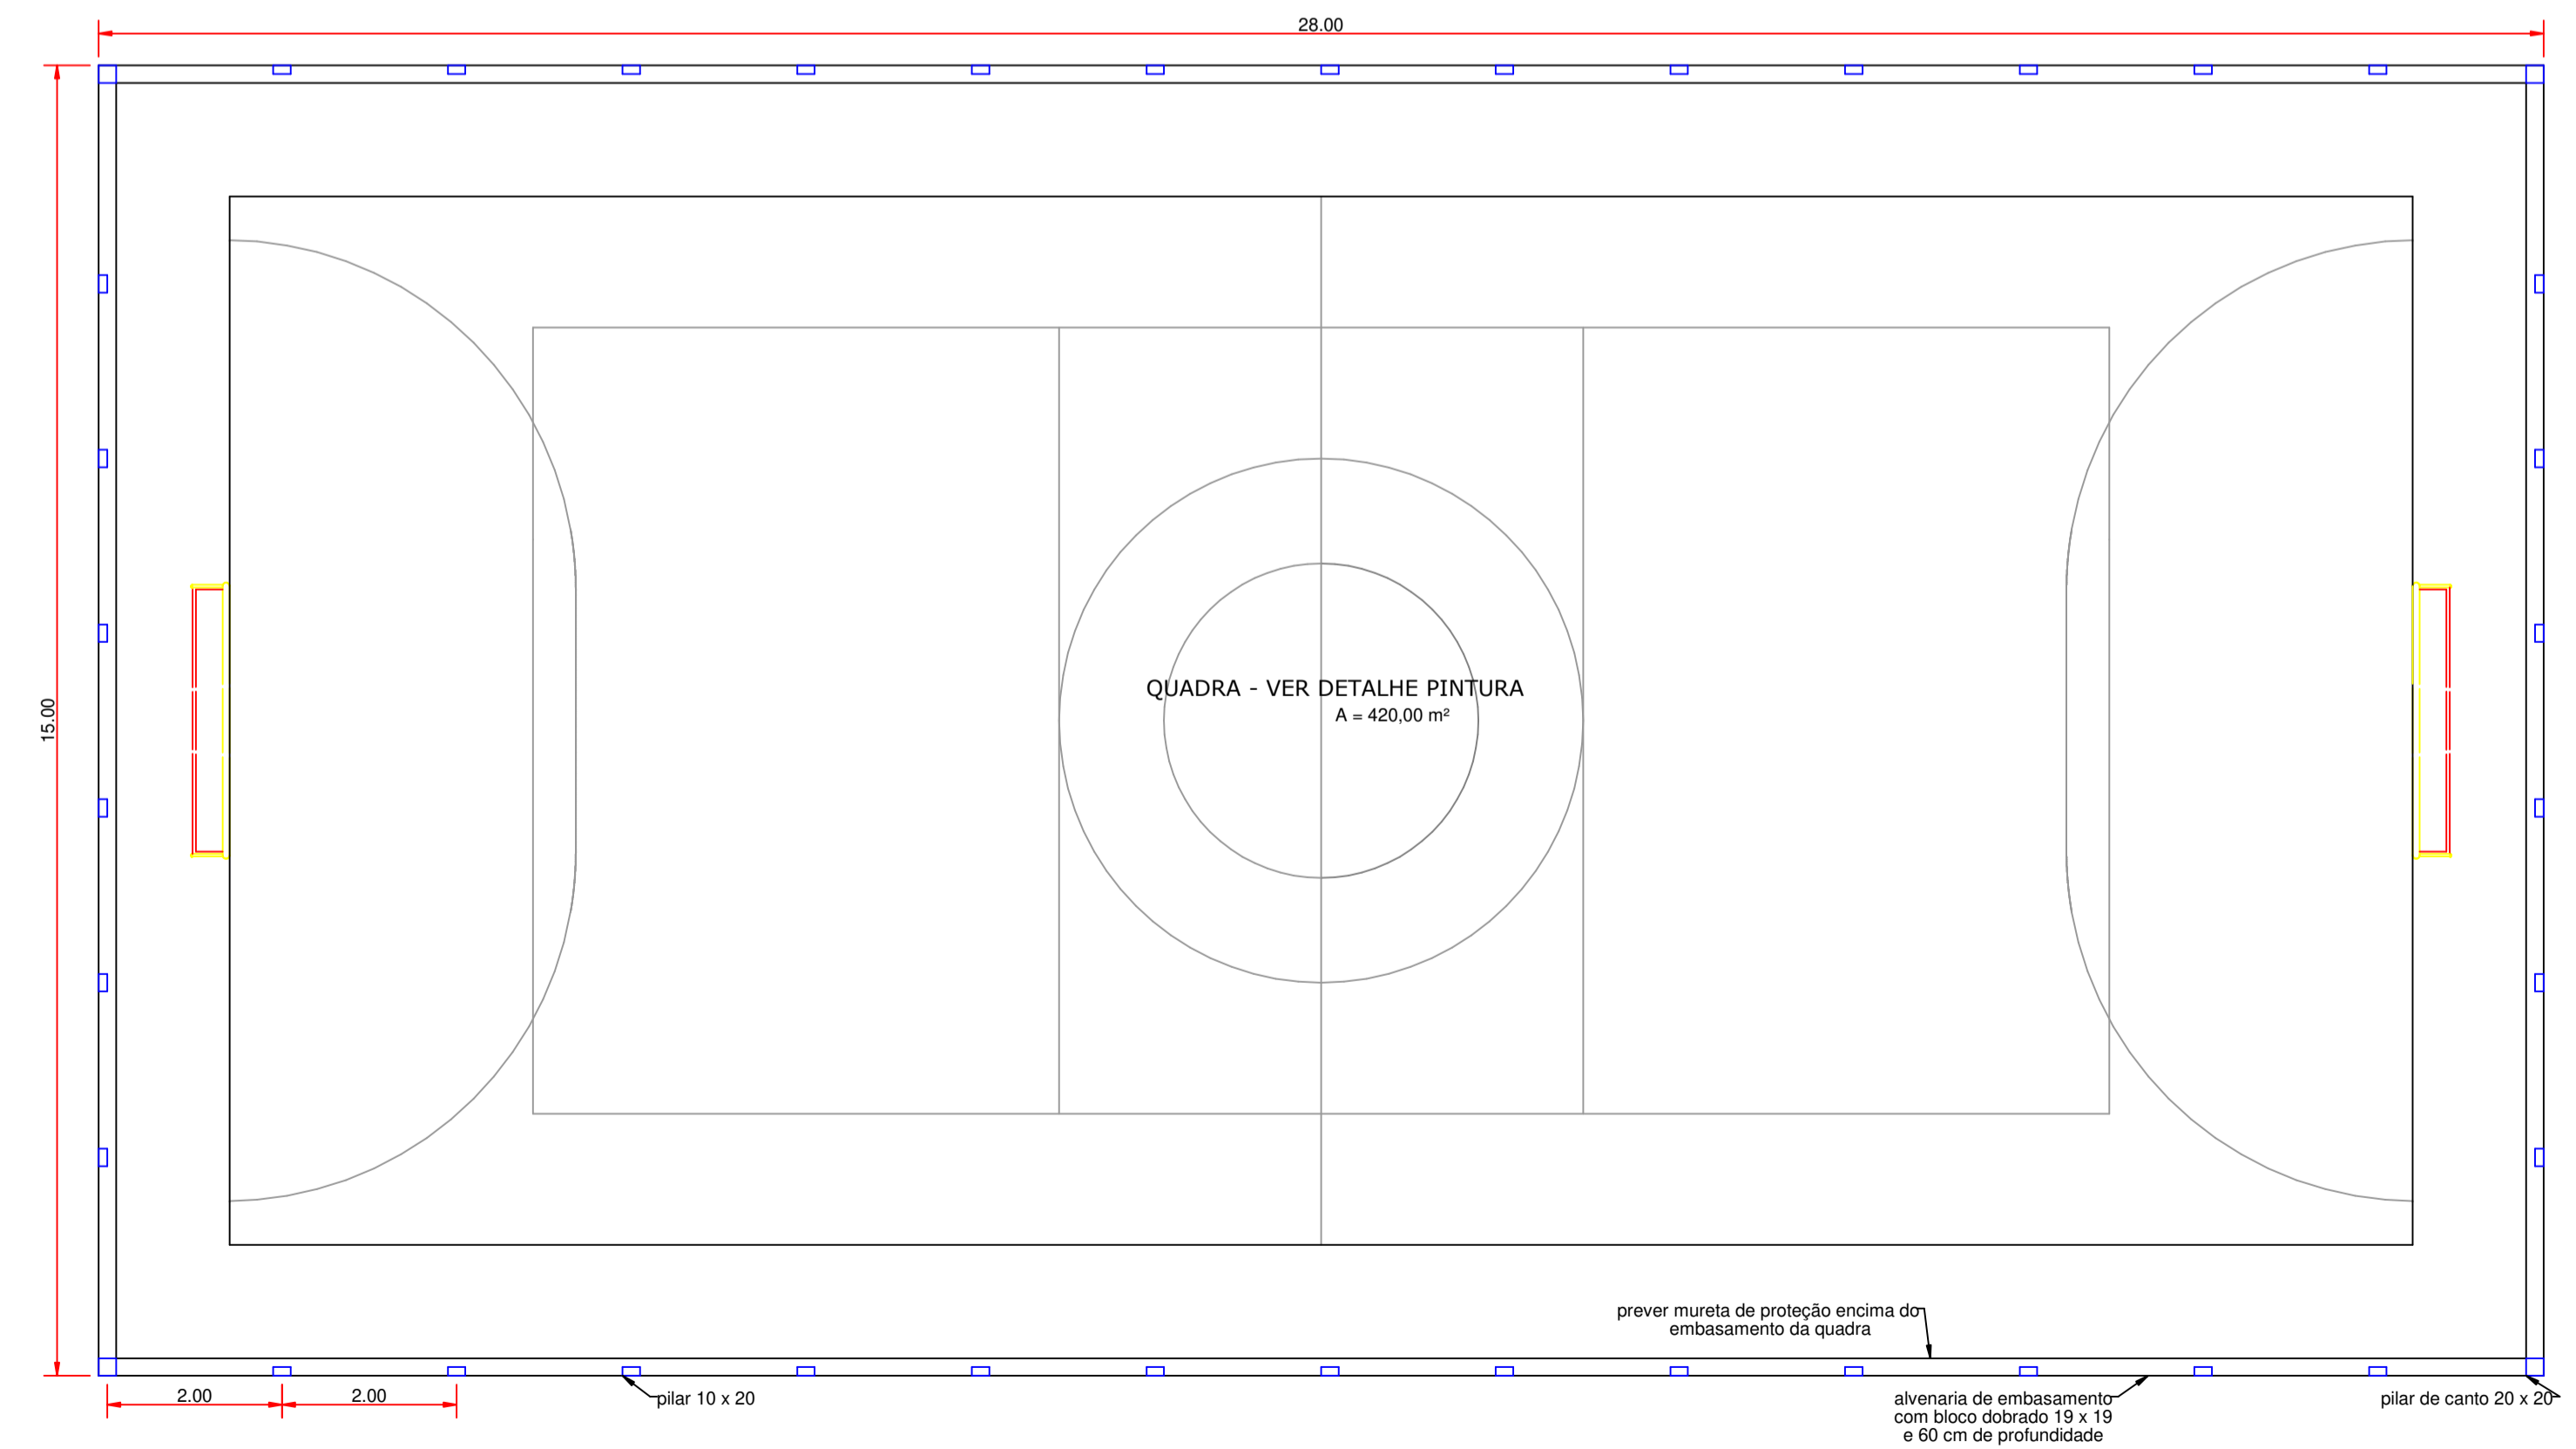 28.00
15.00
QUADRA - VER DETALHE PINTURA
A = 420,00 m²
prever mureta de proteção encima do
embasamento da quadra
2.00
2.00
pilar 10 x 20
alvenaria de embasamento
com bloco dobrado 19 x 19
e 60 cm de profundidade
pilar de canto 20 x 20